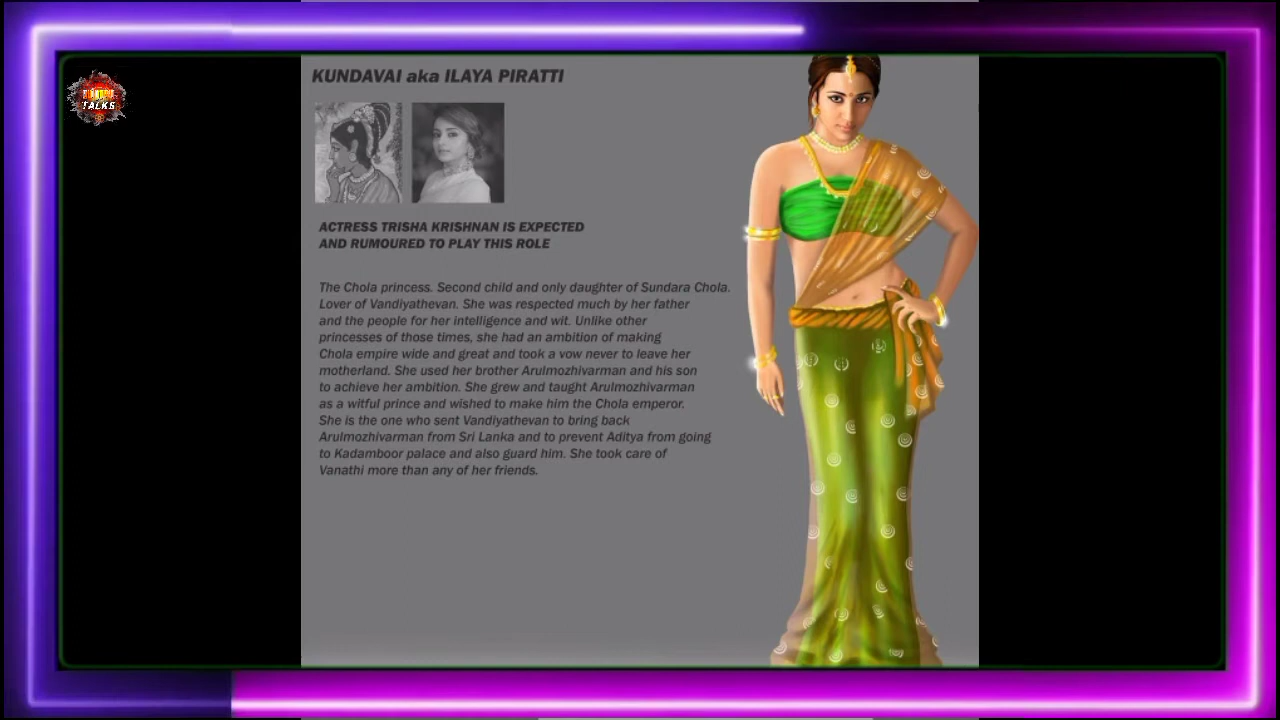 KUNDAVAI aka ILAYA PIRATTI
TALKS
ACTRESS TRISHA KRISHNAN IS EXPECTED
AND RUMOURED TO PLAY THIS ROLE
The Chola princess. Second child and only daughter of Sundara Chola.
Lover of Vandiyathevan. She was respected much by her father
and the people for her intelligence and wit. Unlike other
princesses of those times, she had an ambition of making
Chola empire wide and great and took a vow never to leave her
motherland. She used her brother Arulmozhivarman and his son
to achieve her ambition. She grew and taught Arulmozhivarman
as a witful prince and wished to make him the Chola emperor.
She is the one who sent Vandiyathevan to bring back
Arulmozhivarman from Sri Lanka and to prevent Aditya from going
to Kadamboor palace and also guard him. She took care of
Vanathi more than any of her friends.